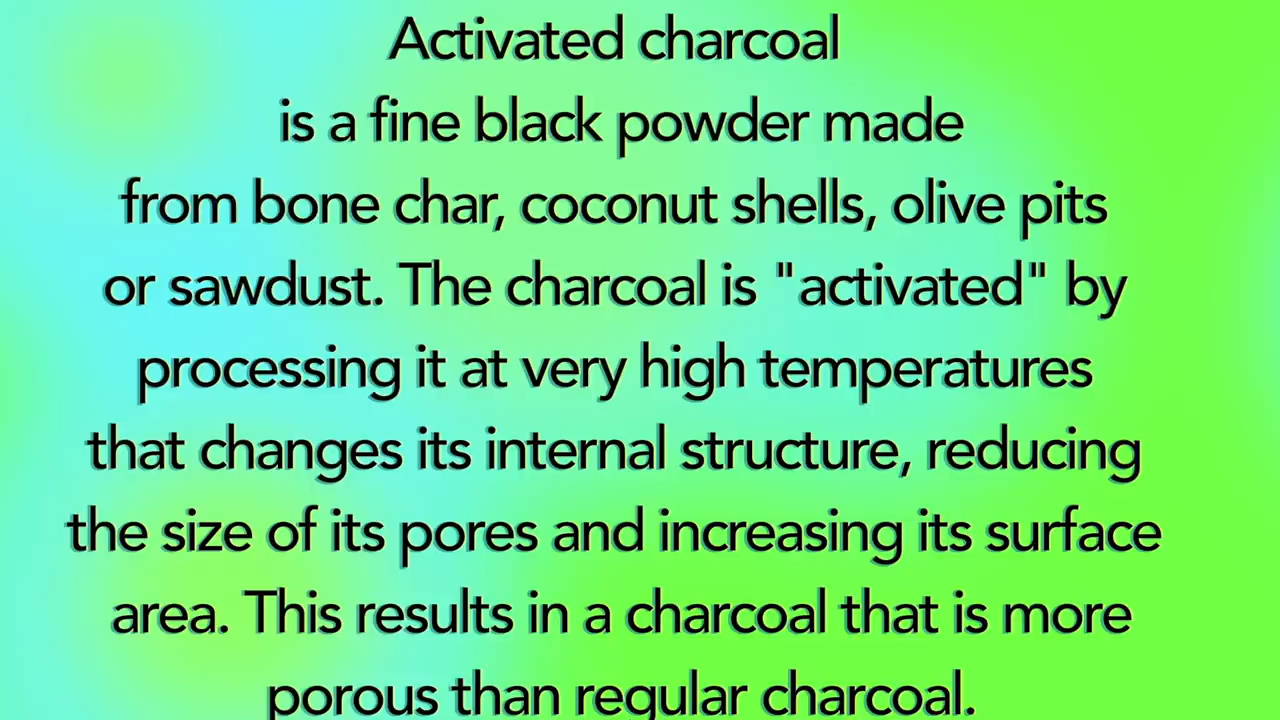 Activated charcoal
is a fine black powder made
from bone char, coconut shells, olive pits
or sawdust. The charcoal is "activated" by
processing it at very high temperatures
that changes its internal structure, reducing
the size of its pores and increasing its surface
area. This results in a charcoal that is more
porous than regular charcoal.